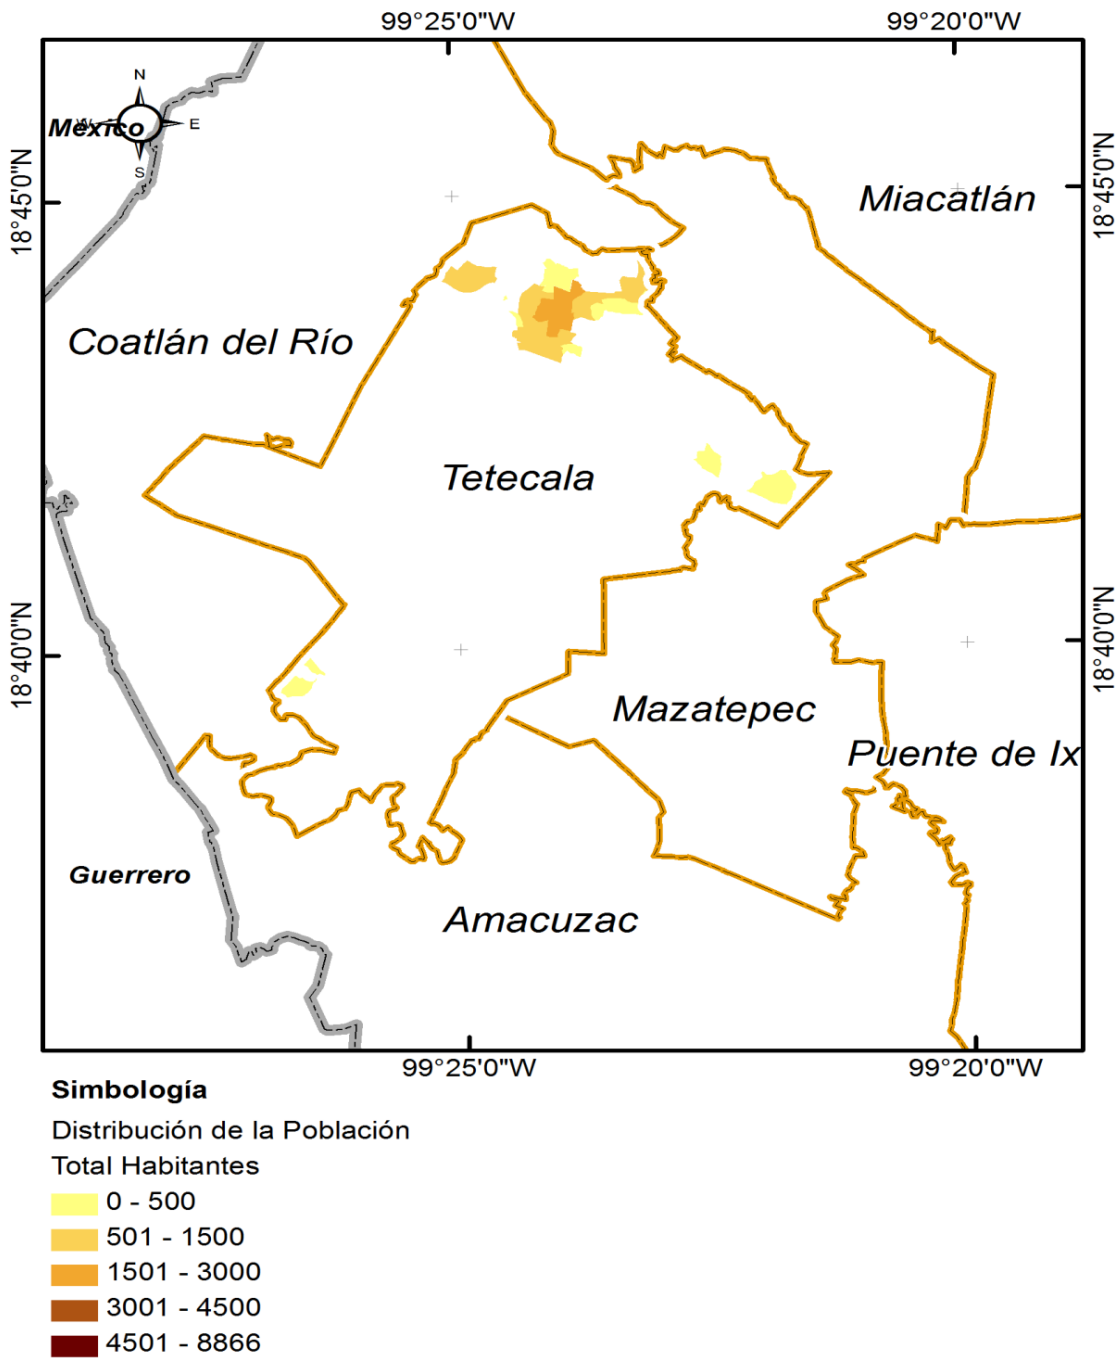 99°25'0"W
99°20'0"W
N
W
E
S
México
18°45'0"N
18°45'0"N
Miacatlán
Coatlán del Río
Tetecala
18°40'0"N
18°40'0"N
Mazatepec
Puente de Ix
Guerrero
Amacuzac
99°25'0"W
99°20'0"W
Simbología
Distribución de la Población
Total Habitantes
0 - 500
501 - 1500
1501 - 3000
3001 - 4500
4501 - 8866